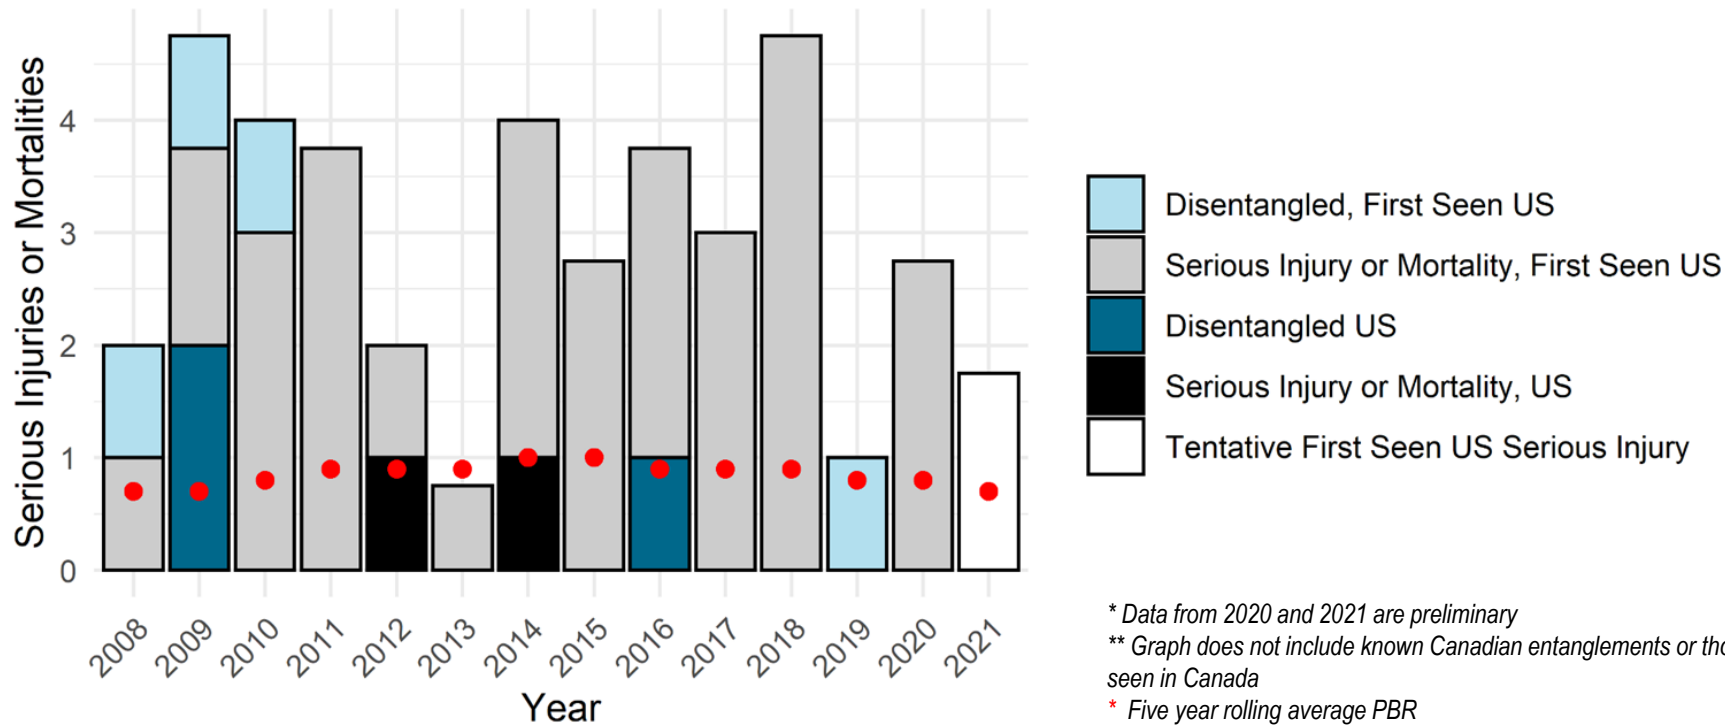 Serious Injuries or Mortalities
4
3
2
1
0
2008
2009
2010
2011
2012
2013
2014
2015
2016
2017
2018
2019
2020
2021
Year
Disentangled, First Seen US
Serious Injury or Mortality, First Seen US
Disentangled US
Serious Injury or Mortality, US
Tentative First Seen US Serious Injury
* Data from 2020 and 2021 are preliminary
** Graph does not include known Canadian entanglements or
seen in Canada
* Five year rolling average PBR